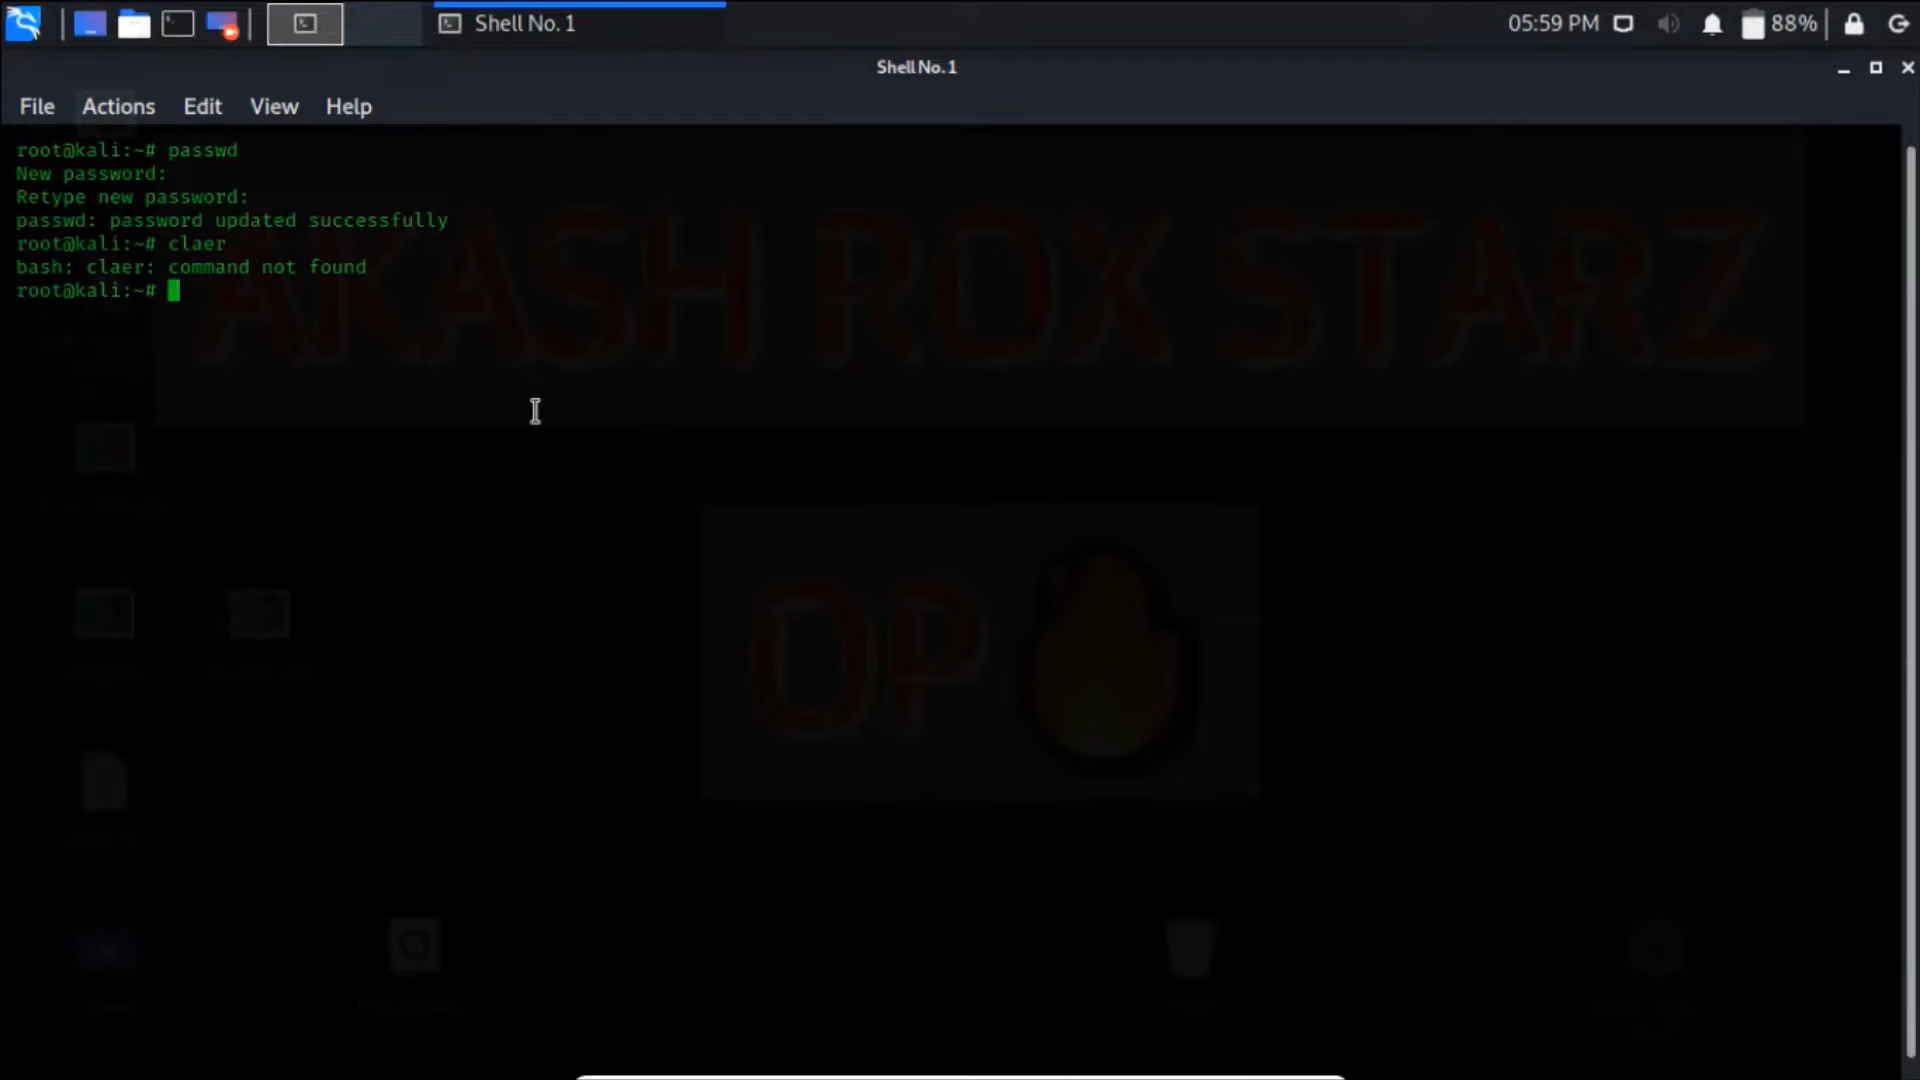 Shell No. 1
05:59 PM
88%
Shell No. 1
File Actions Edit View Help
root@kali:~# passwd
New password:
Retype new password:
passwd: password updated successfully
root@kali:~# claer
bash: claer: command not found
root@kali:~#
AKASH ROX STARZ
OP